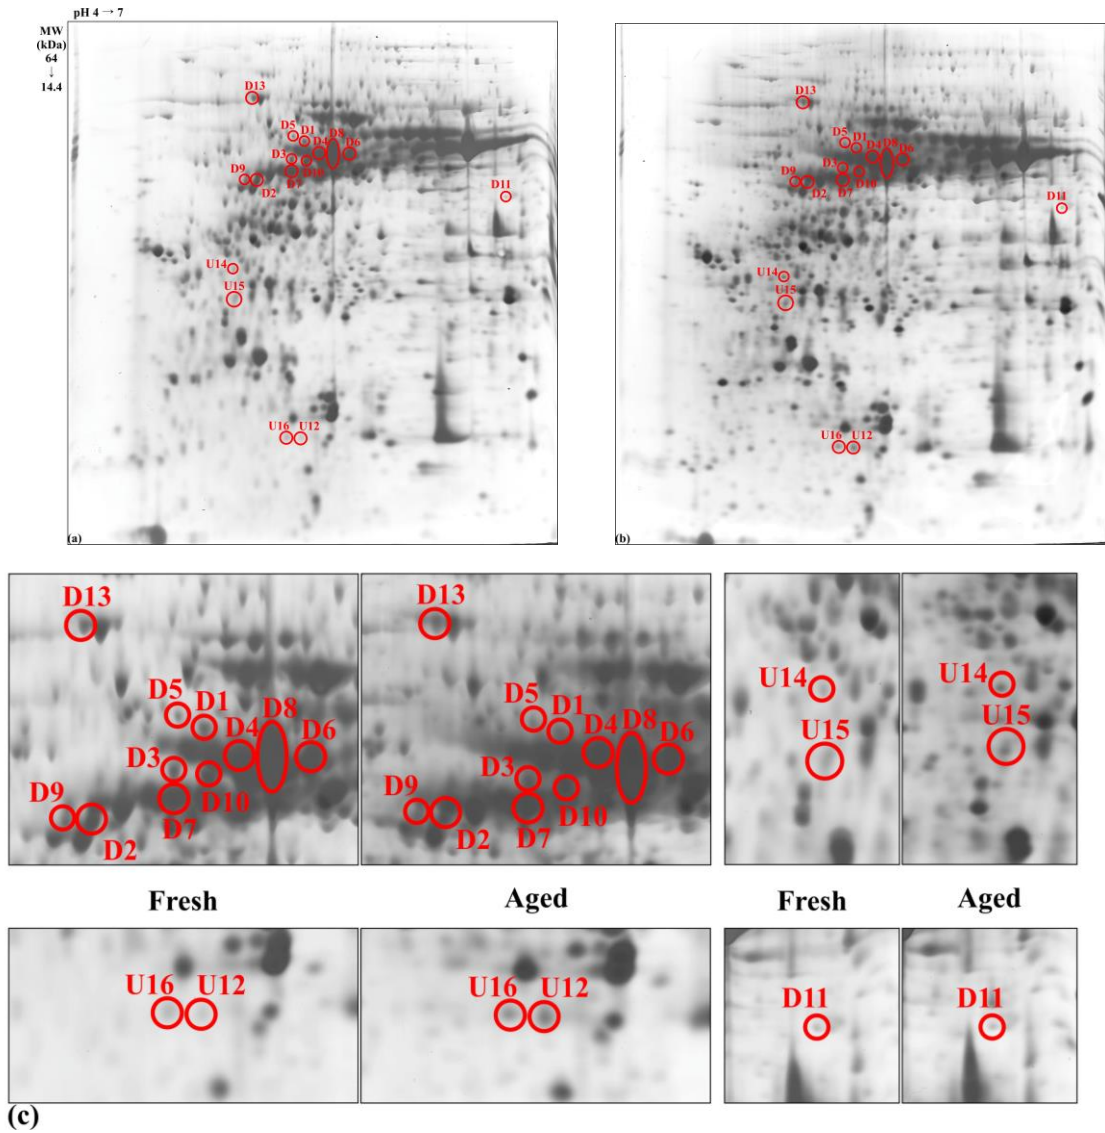 pH 4 → 7
MW
(kDa)
64
↓
14.4
D13
D5
D1
D8
D4
D6
D3
D10
D9
D7
D2
D11
U14
U15
U16 U12
(a)
D13
D5
D1
D8
D4
D6
D3
D10
D9
D7
D2
D11
U14
U15
U16 U12
(b)
D13
D5
D1
D8
D4
D6
D3
D10
D9
D7
D2
D13
D5
D1
D8
D4
D6
D3
D10
D9
D7
D2
U14
U15
U14
U15
Fresh
Aged
Fresh
Aged
U16 U12
U16 U12
D11
D11
(c)